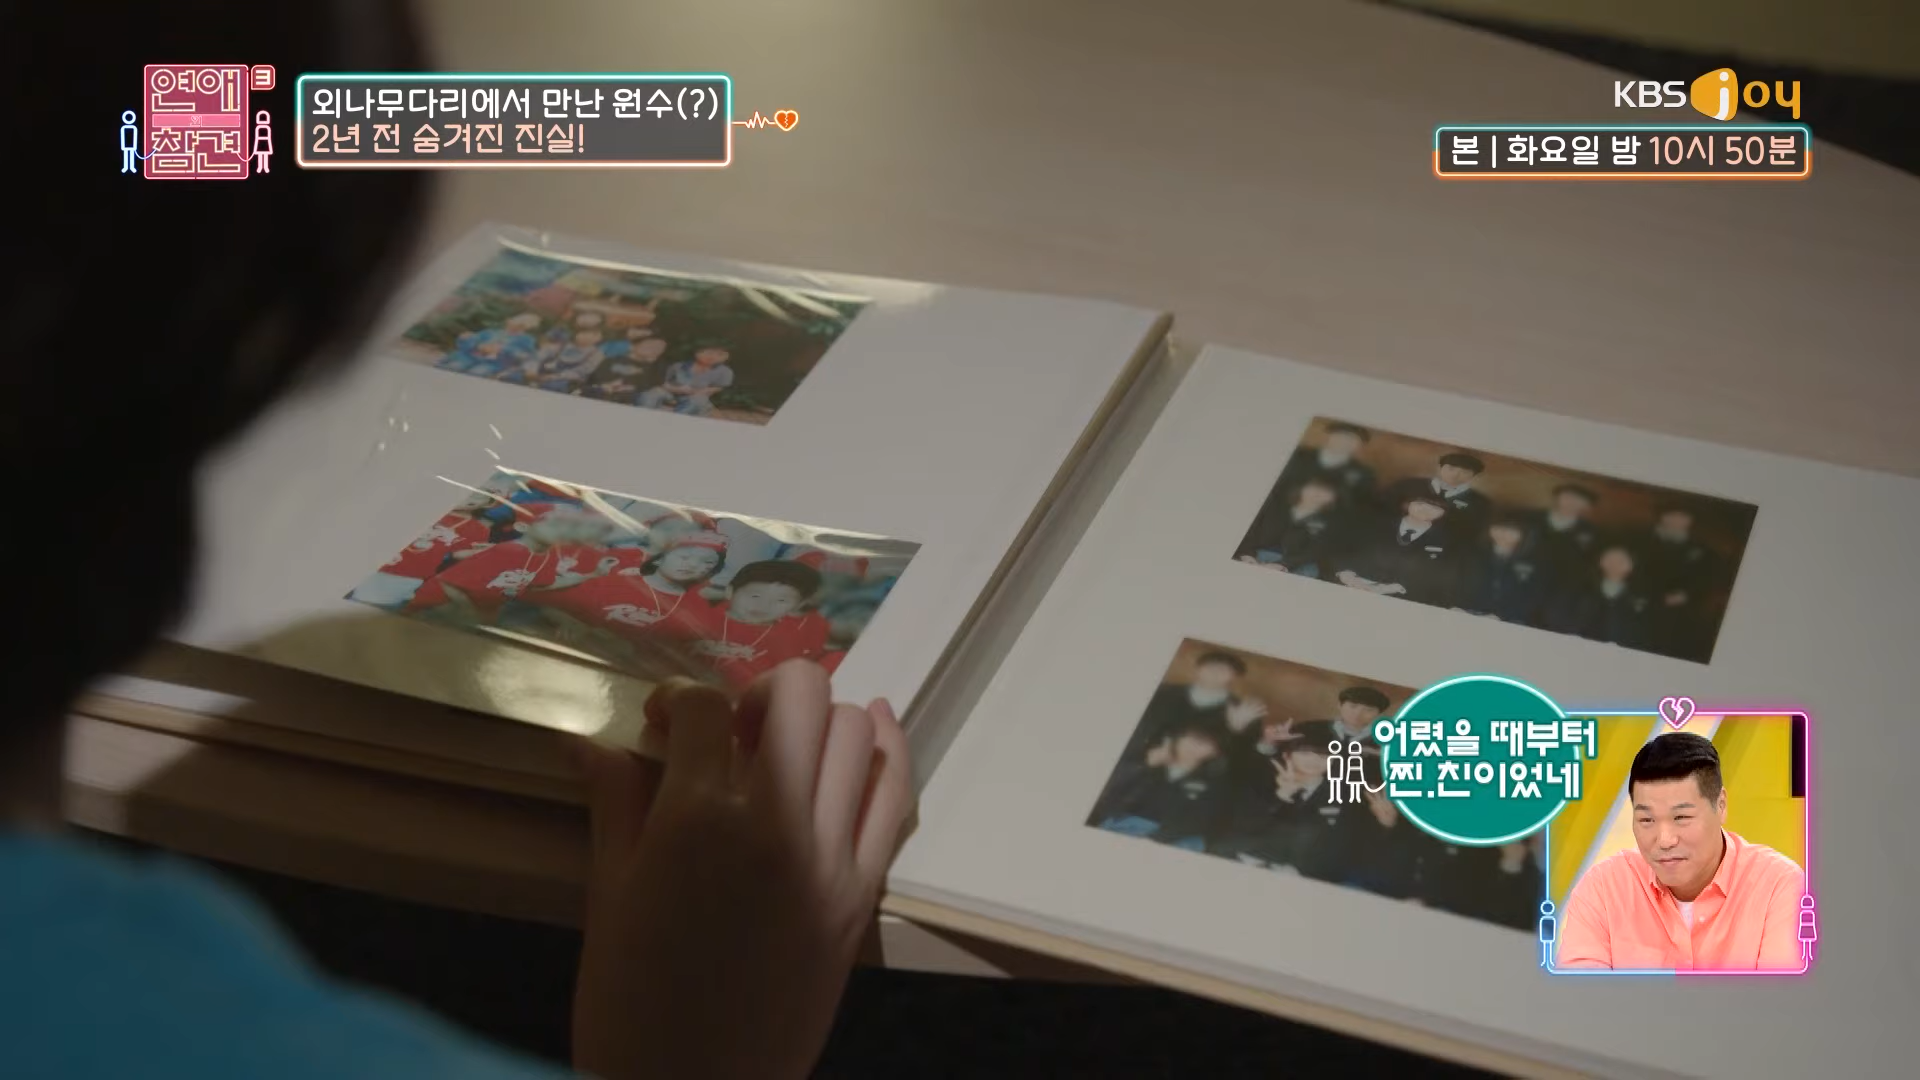 연애의 참견 3
외나무다리에서 만난 원수(?)
2년 전 숨겨진 진실!
KBS joy
본 | 화요일 밤 10시 50분
어렸을 때부터
찐.친이었네